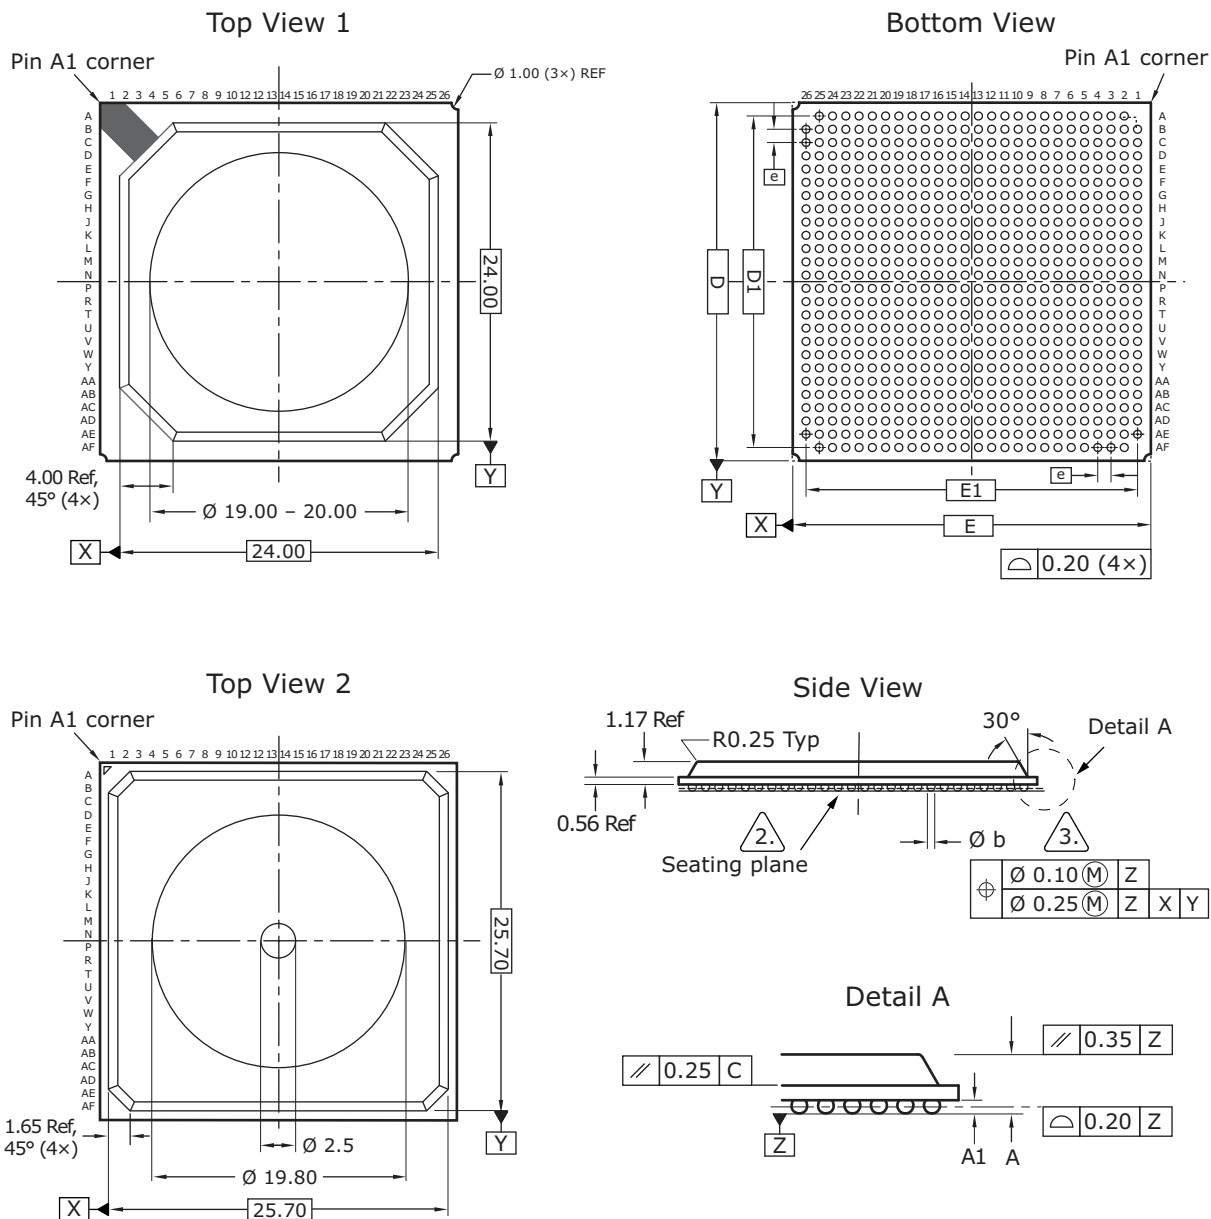 Top View 1
Pin A1 corner
Ø 1.00 (3×) REF
1 2 3 4 5 6 7 8 9 10 12 12 13 14 15 16 17 18 19 20 21 22 23 24 25 26
A
B
C
D
E
F
G
H
J
K
L
M
N
P
R
T
U
V
W
Y
AA
AB
AC
AD
AE
AF
24.00
Y
4.00 Ref,
45° (4×)
Ø 19.00 – 20.00
X
24.00
Bottom View
Pin A1 corner
26 25 24 23 22 21 20 19 18 17 16 15 14 13 12 11 10 9 8 7 6 5 4 3 2 1
A
B
C
D
E
F
G
H
J
K
L
M
N
P
R
T
U
V
W
Y
AA
AB
AC
AD
AE
AF
e
D
D1
Y
e
E1
X
E
0.20 (4×)
Top View 2
Pin A1 corner
1 2 3 4 5 6 7 8 9 10 12 12 13 14 15 16 17 18 19 20 21 22 23 24 25 26
A
B
C
D
E
F
G
H
J
K
L
M
N
P
R
T
U
V
W
Y
AA
AB
AC
AD
AE
AF
25.70
Y
1.65 Ref,
45° (4×)
Ø 2.5
Ø 19.80
X
25.70
Side View
1.17 Ref
R0.25 Typ
30°
Detail A
0.56 Ref
2.
Seating plane
Ø b
3.
Ø 0.10 Ⓜ Z
Ø 0.25 Ⓜ Z X Y
Detail A
// 0.35 Z
// 0.25 C
0.20 Z
Z
A1
A